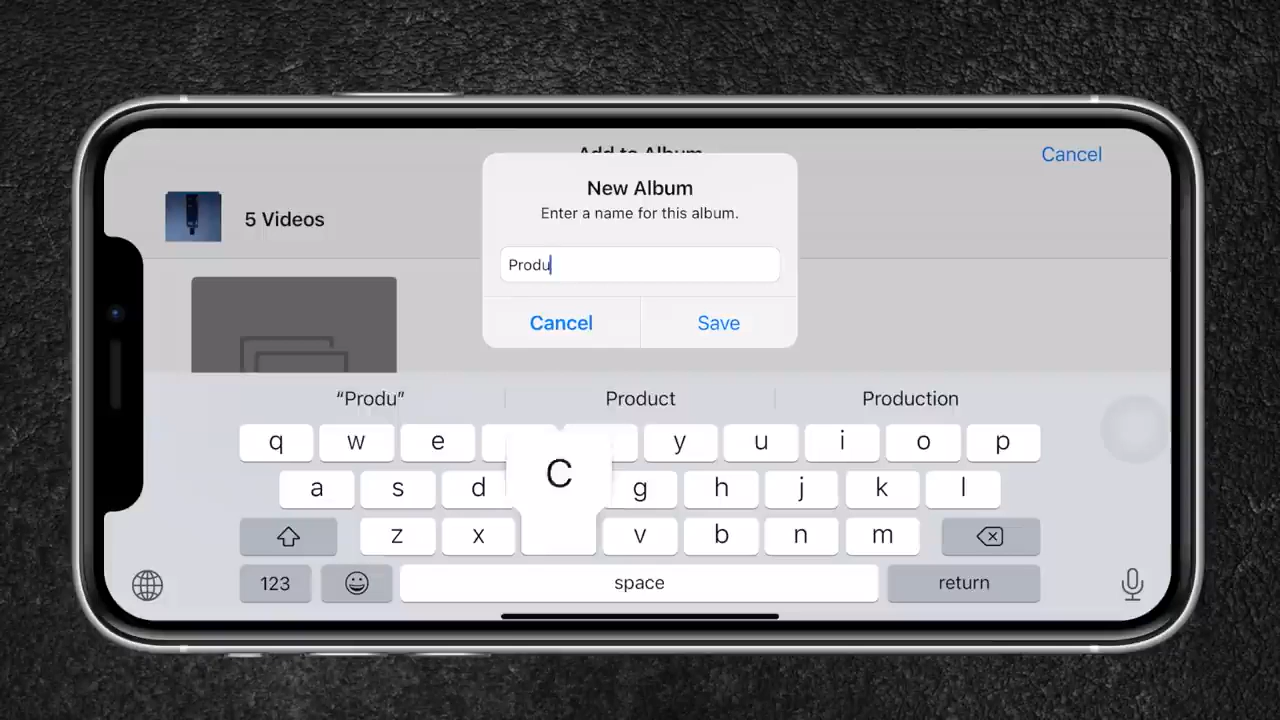 Add to Album
Cancel
5 Videos
New Album
Enter a name for this album.
Produ
Cancel
Save
“Produ”
Product
Production
q w e y u i o p
a s d C g h j k l
z x v b n m
123
space
return